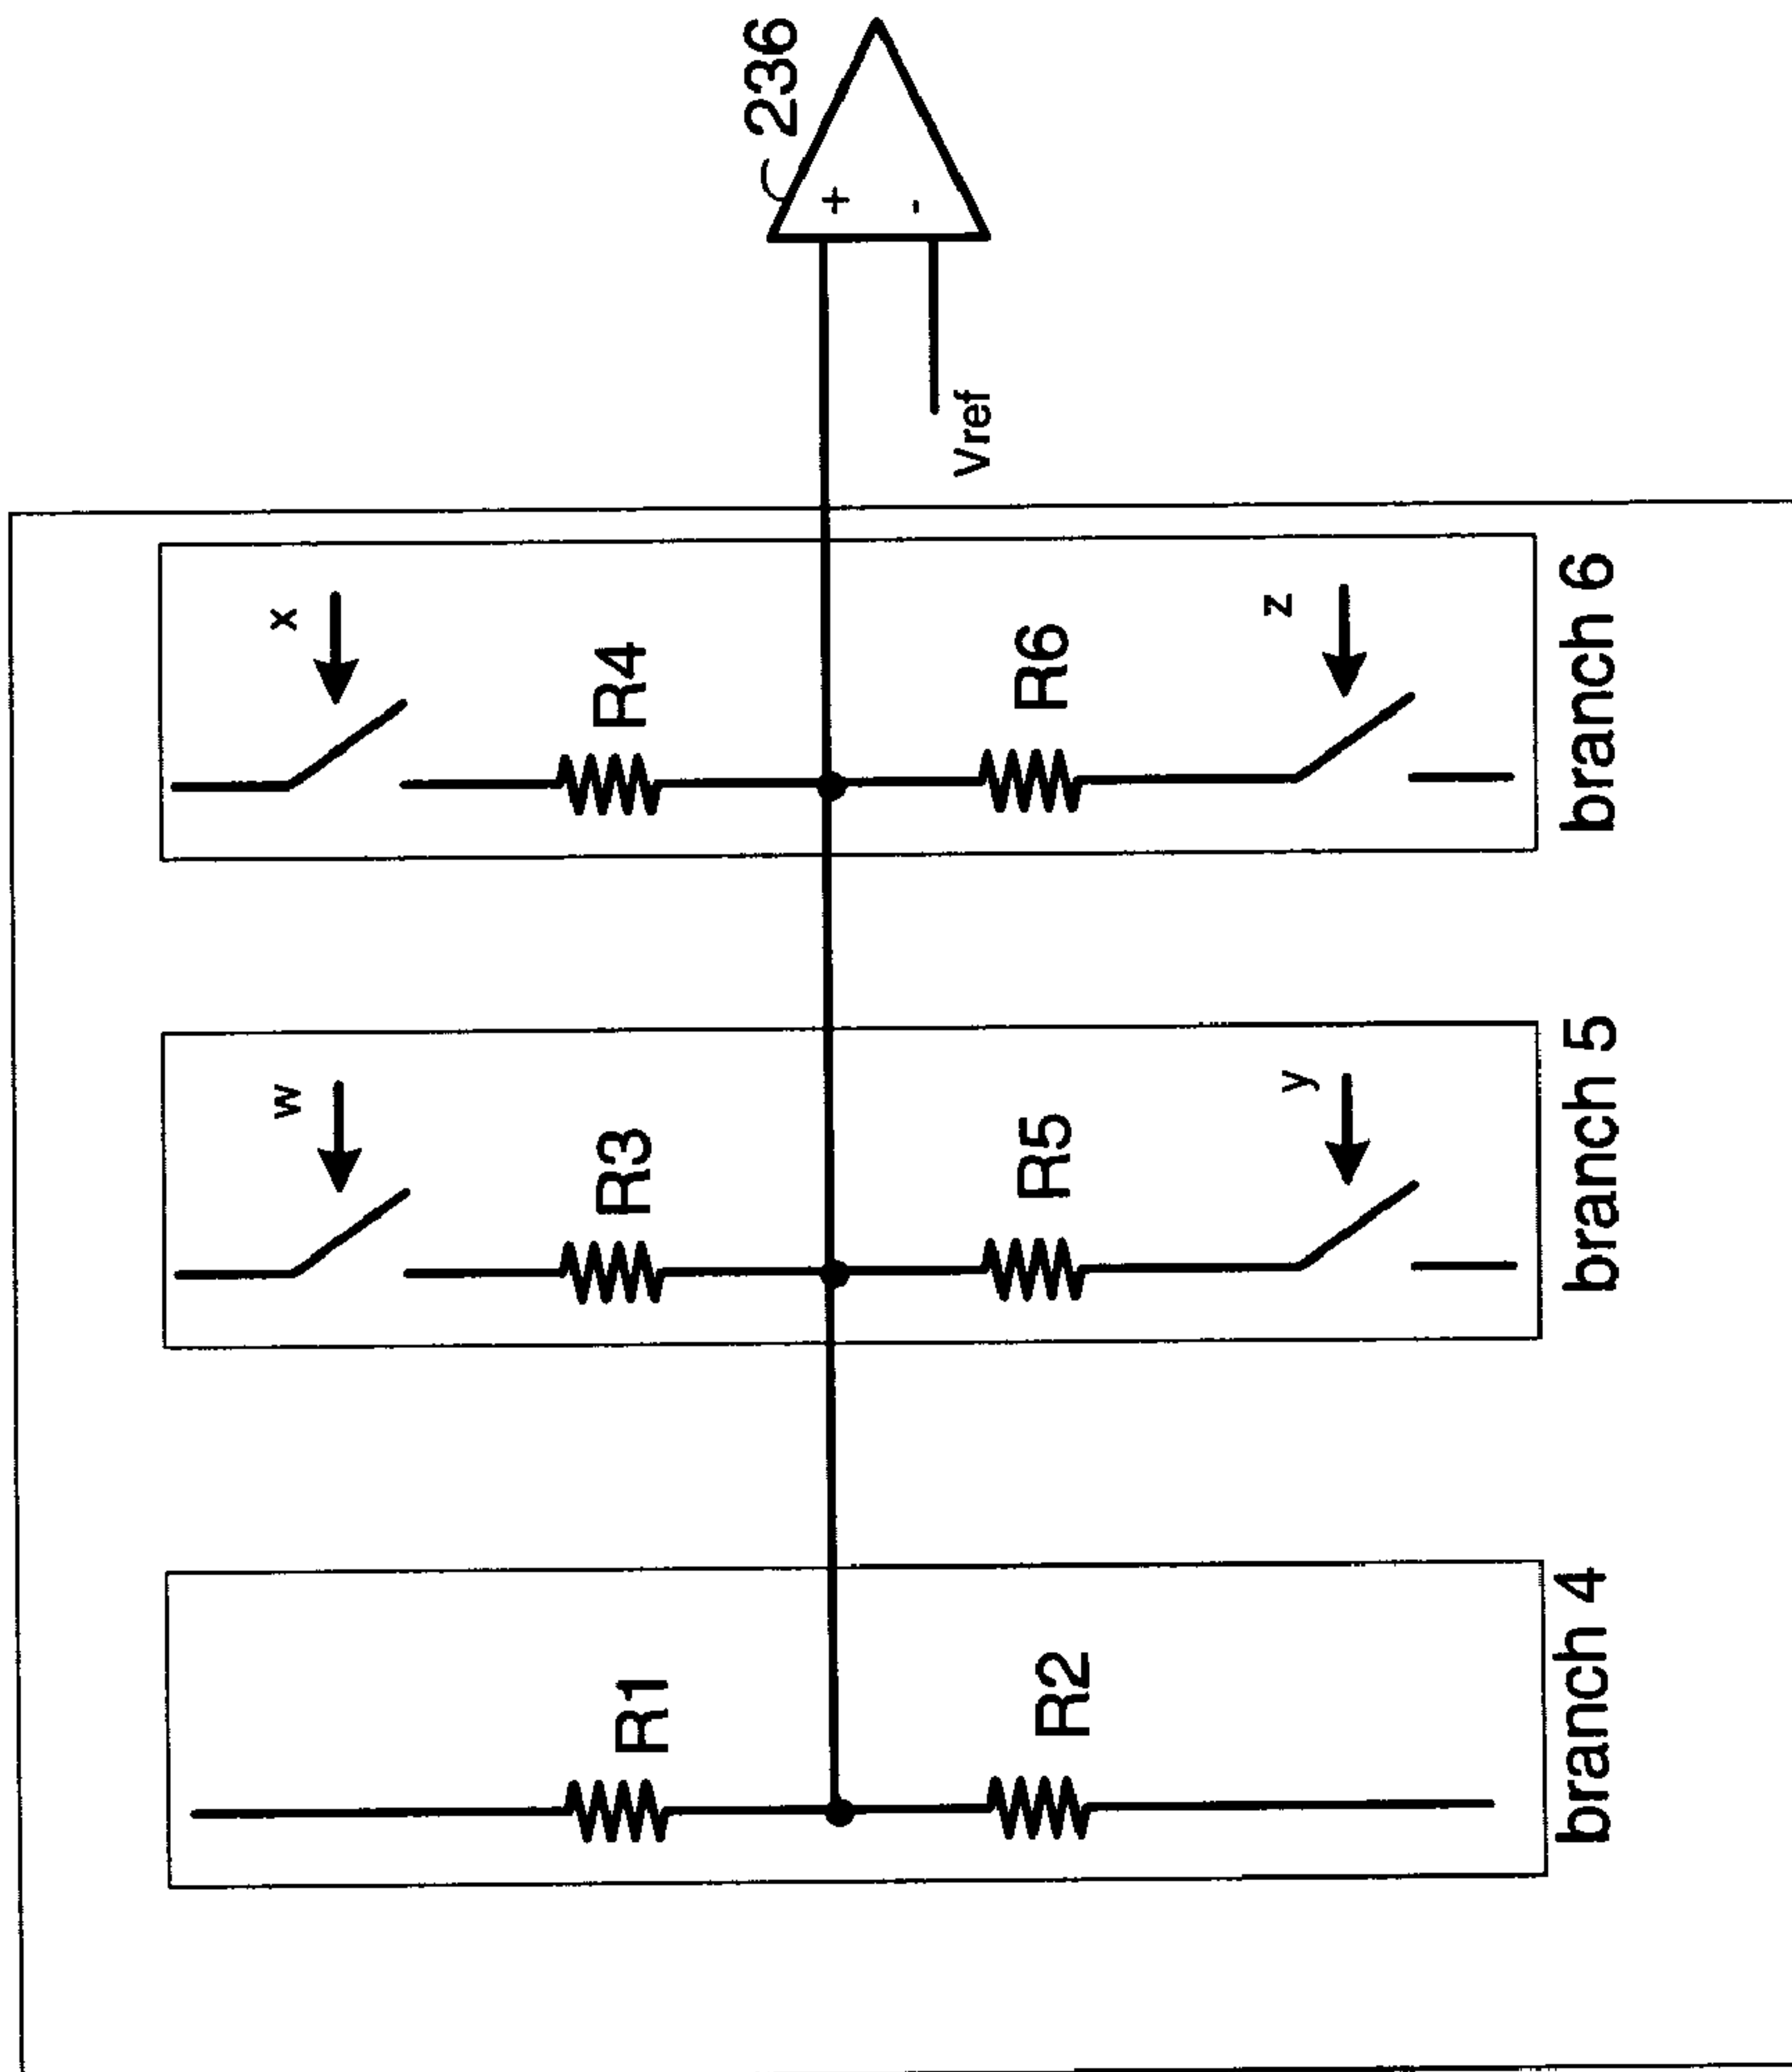 236
+
-
Vref
x
R4
R6
z
branch 6
w
R3
R5
y
branch 5
R1
R2
branch 4